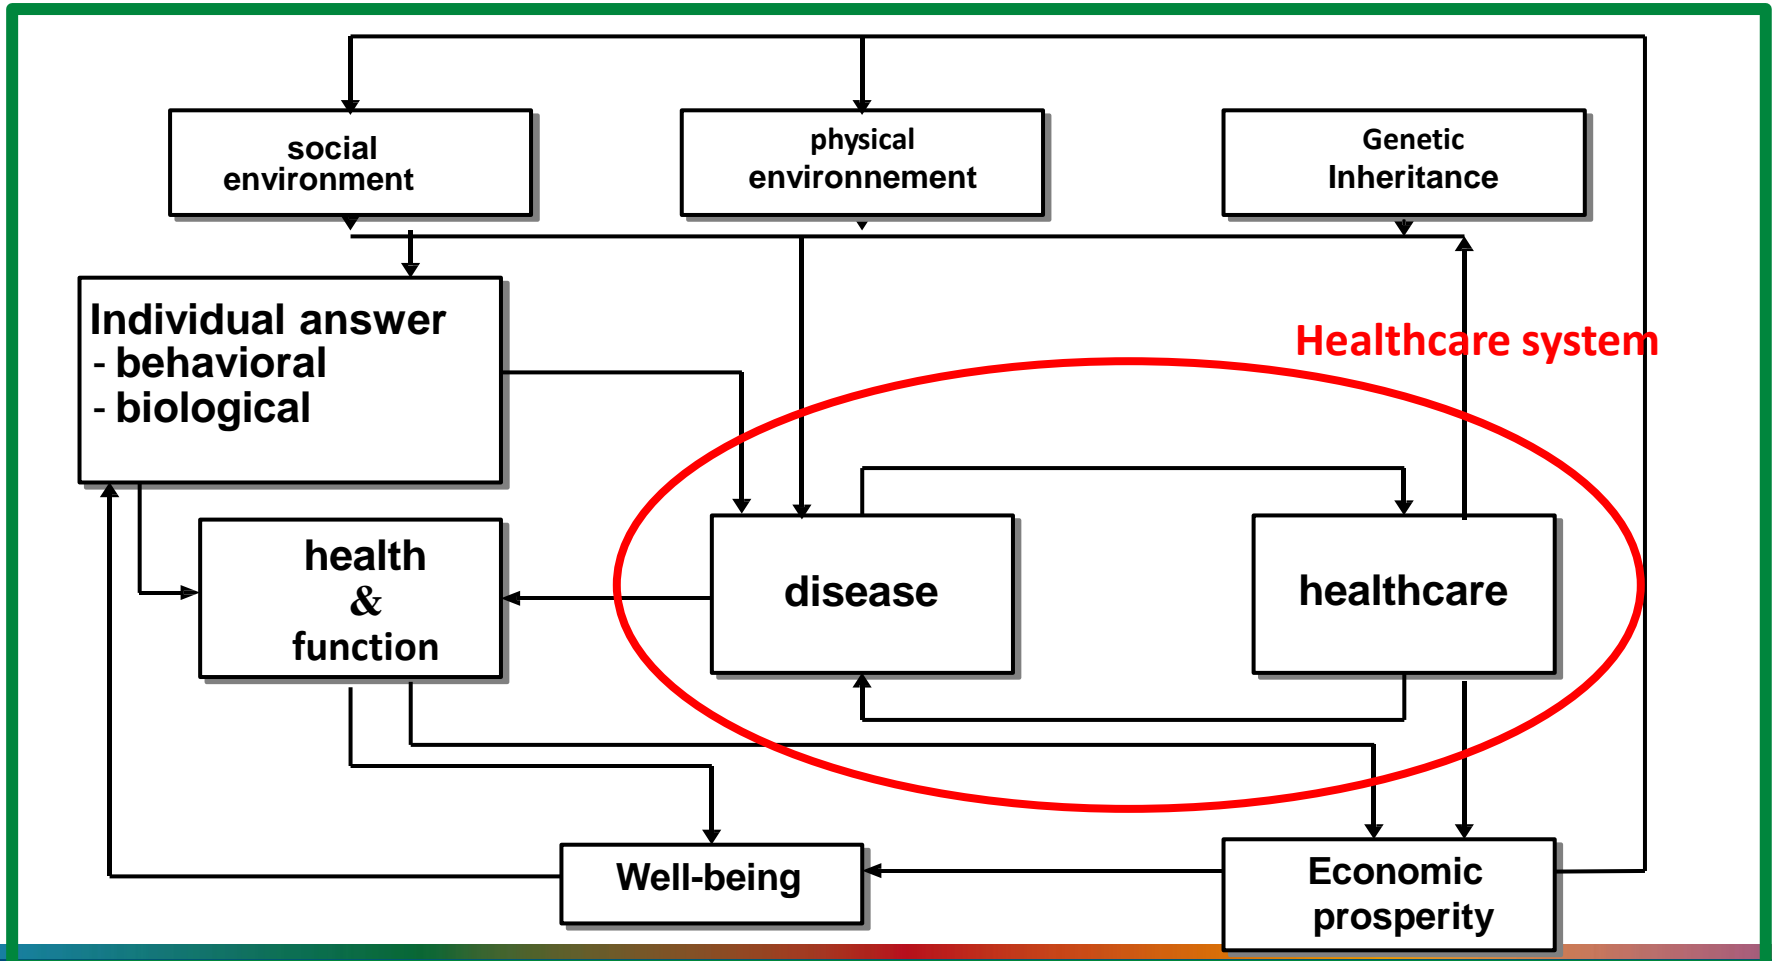 social
environment
physical
environnement
Genetic
Inheritance
Individual answer
- behavioral
- biological
Healthcare system
health
&
function
disease
healthcare
Well-being
Economic
prosperity